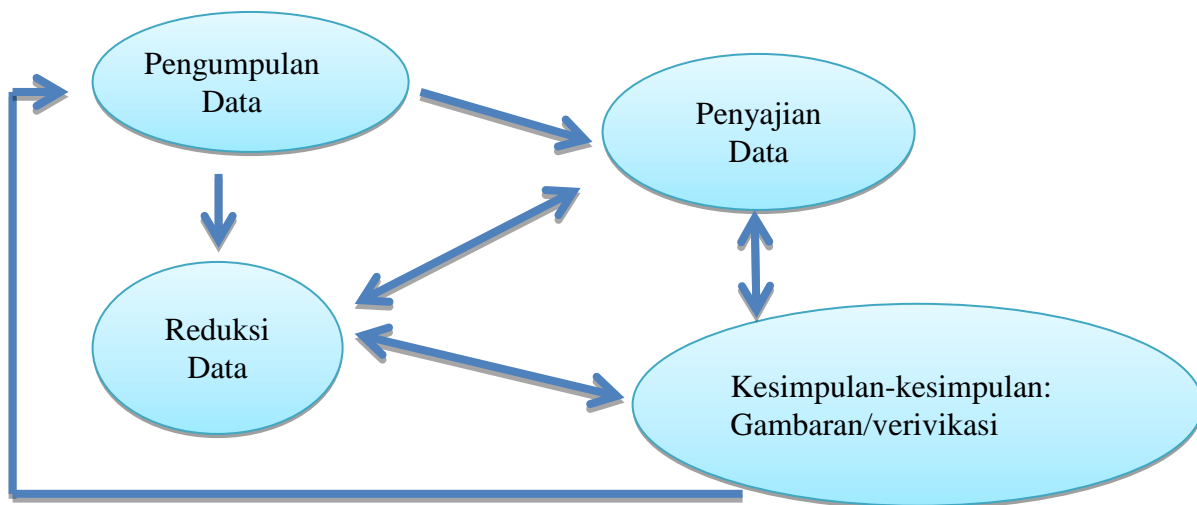 Pengumpulan
Data
Penyajian
Data
Reduksi
Data
Kesimpulan-kesimpulan:
Gambaran/verivikasi